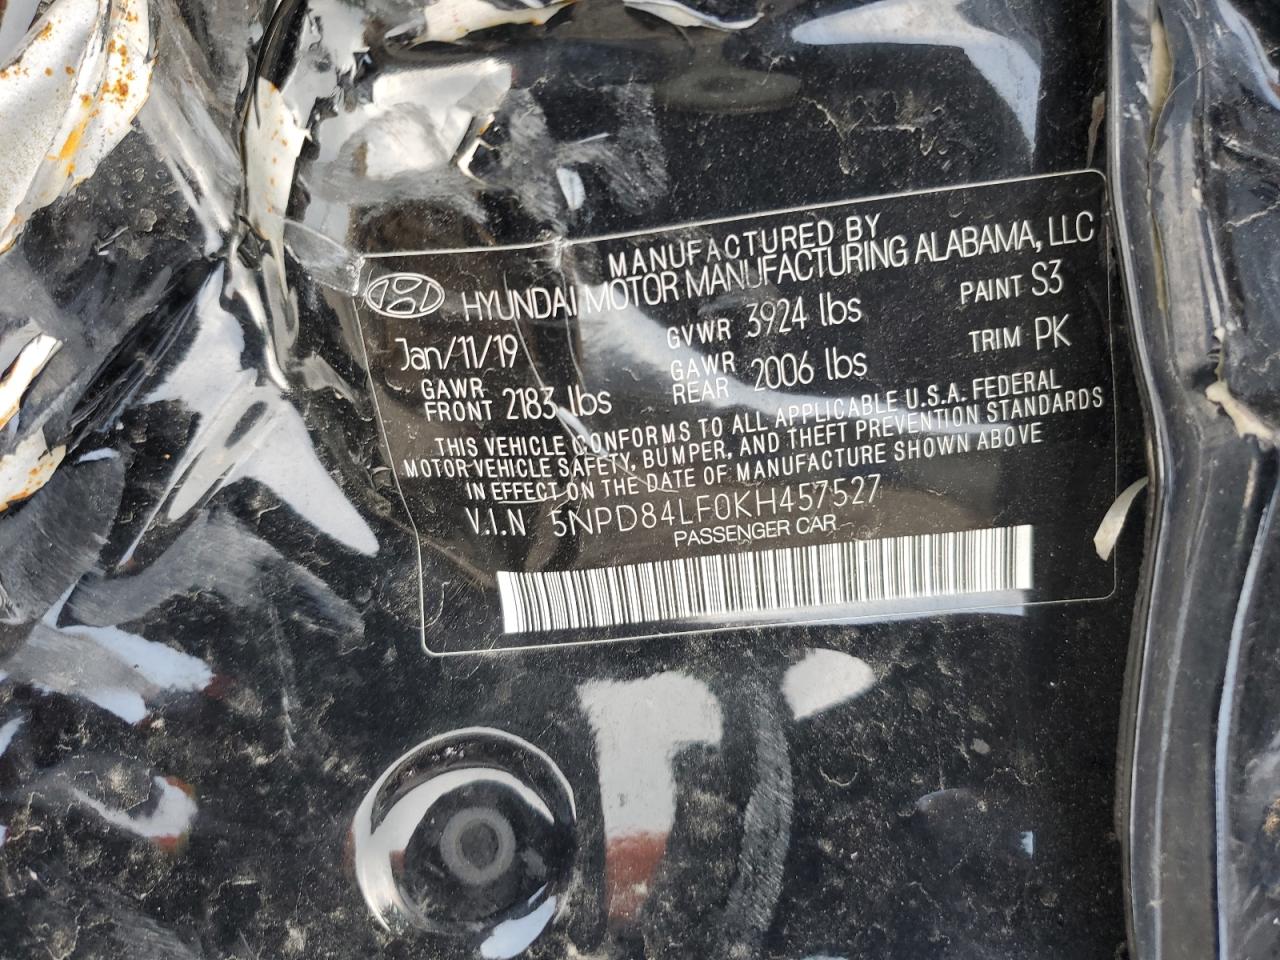 MANUFACTURED BY
HYUNDAI MOTOR MANUFACTURING ALABAMA, LLC
Jan/11/19 GVWR 3924 lbs PAINT S3
GAWR FRONT 2183 lbs GAWR REAR 2006 lbs TRIM PK
THIS VEHICLE CONFORMS TO ALL APPLICABLE U.S.A. FEDERAL
MOTOR VEHICLE SAFETY, BUMPER, AND THEFT PREVENTION STANDARDS
IN EFFECT ON THE DATE OF MANUFACTURE SHOWN ABOVE
V.I.N 5NPD84LF0KH457527
PASSENGER CAR